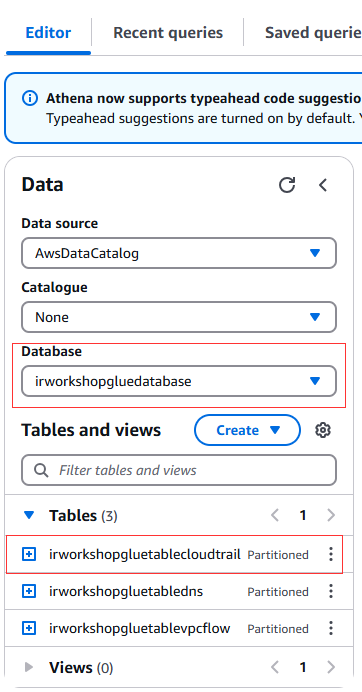 Editor
Recent queries
Saved querie
Athena now supports typeahead code suggestio
Typeahead suggestions are turned on by default.
Data
Data source
AwsDataCatalog
Catalogue
None
Database
irworkshopgluedatabase
Tables and views
Create
Filter tables and views
Tables (3)
1
irworkshopgluetablecloudtrail Partitioned
irworkshopgluetabledns Partitioned
irworkshopgluetablevpcflow Partitioned
Views (0)
1